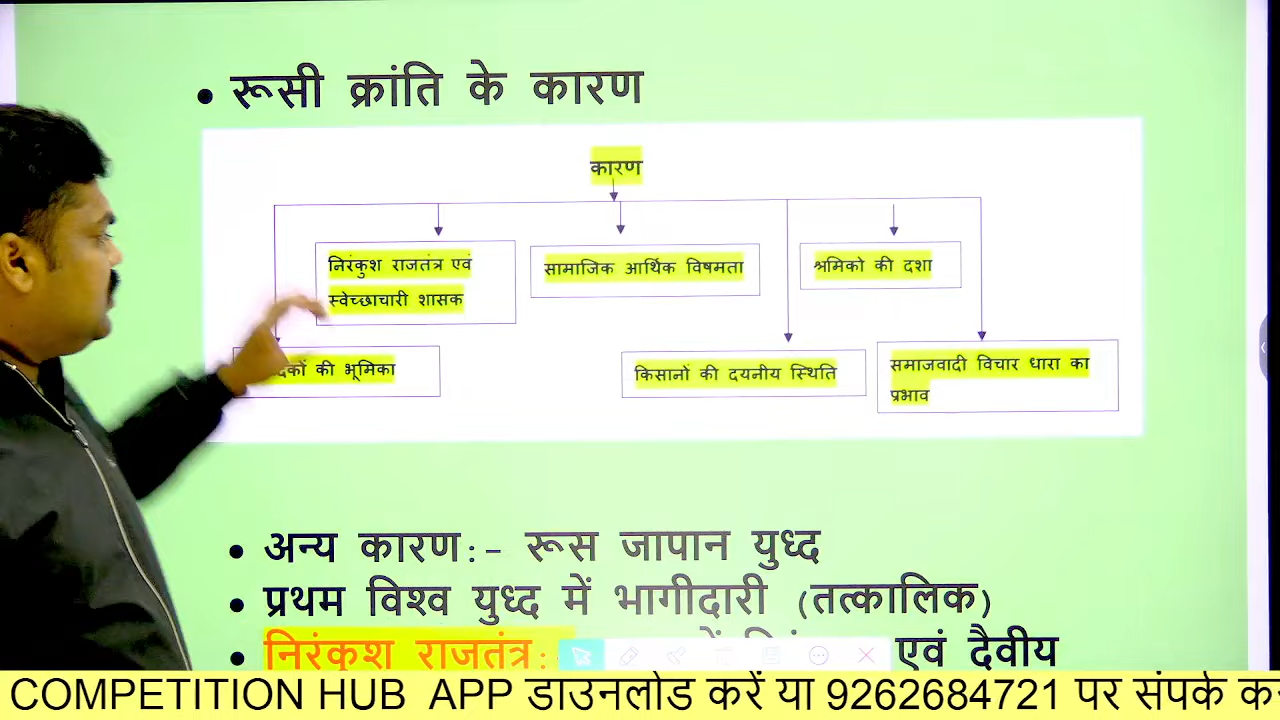 • रूसी क्रांति के कारण
कारण
निरंकुश राजतंत्र एवं
स्वेच्छाचारी शासक
सामाजिक आर्थिक विषमता
श्रमिको की दशा
की भूमिका
किसानों की दयनीय स्थिति
समाजवादी विचार धारा का
प्रभाव
• अन्य कारण:- रूस जापान युध्द
• प्रथम विश्व युध्द में भागीदारी (तत्कालिक)
• निरंकुश राजतंत्र: एवं दैवीय
COMPETITION HUB APP डाउनलोड करें या 9262684721 पर संपर्क